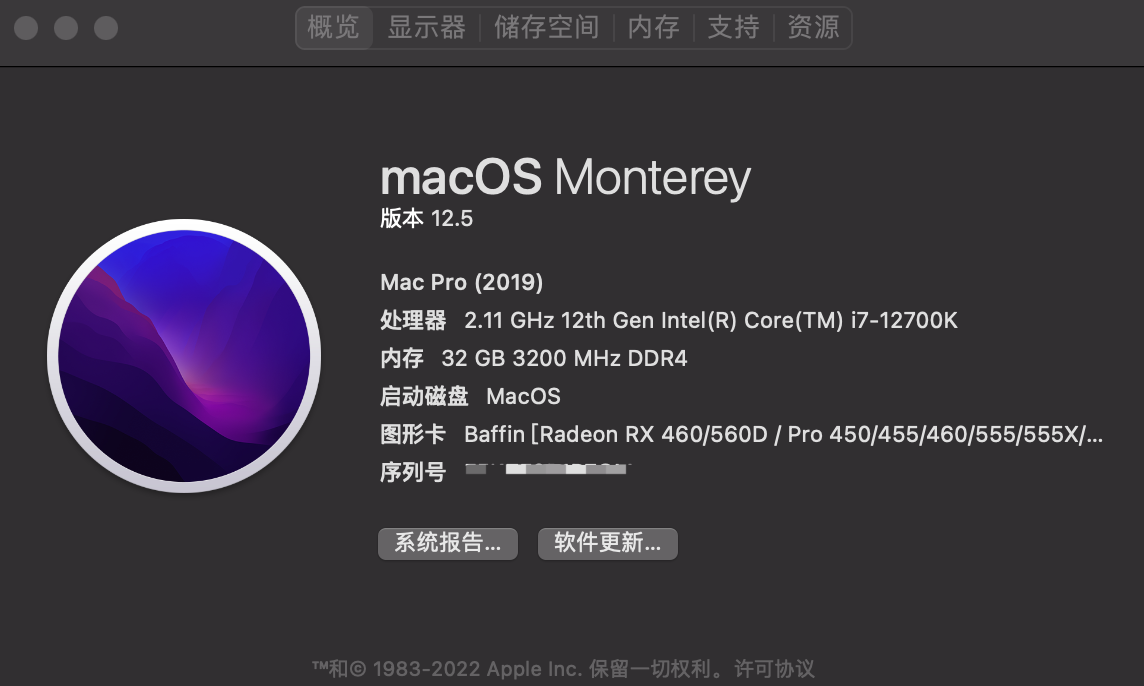 概览 显示器 储存空间 内存 支持 资源
macOS Monterey
版本 12.5
Mac Pro (2019)
处理器 2.11 GHz 12th Gen Intel(R) Core(TM) i7-12700K
内存 32 GB 3200 MHz DDR4
启动磁盘 MacOS
图形卡 Baffin [Radeon RX 460/560D / Pro 450/455/460/555/555X/...
序列号
系统报告... 软件更新...
™和© 1983-2022 Apple Inc. 保留一切权利。许可协议